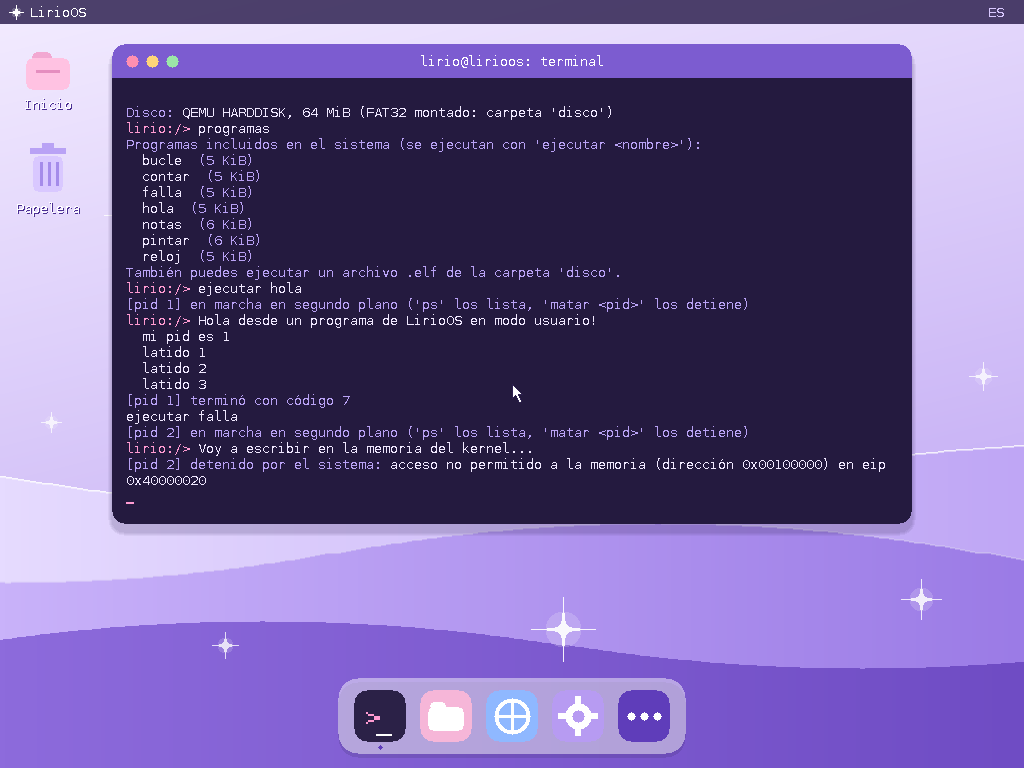 LirioOS
ES
Inicio
Papelera
lirio@lirioos: terminal
Disco: QEMU HARDDISK, 64 MiB (FAT32 montado: carpeta 'disco')
lirio:/> programas
Programas incluidos en el sistema (se ejecutan con 'ejecutar <nombre>'):
bucle (5 KiB)
contar (5 KiB)
falla (5 KiB)
hola (5 KiB)
notas (6 KiB)
pintar (6 KiB)
reloj (5 KiB)
También puedes ejecutar un archivo .elf de la carpeta 'disco'.
lirio:/> ejecutar hola
[pid 1] en marcha en segundo plano ('ps' los lista, 'matar <pid>' los detiene)
lirio:/> Hola desde un programa de LirioOS en modo usuario!
mi pid es 1
latido 1
latido 2
latido 3
[pid 1] terminó con código 7
ejecutar falla
[pid 2] en marcha en segundo plano ('ps' los lista, 'matar <pid>' los detiene)
lirio:/> Voy a escribir en la memoria del kernel...
[pid 2] detenido por el sistema: acceso no permitido a la memoria (dirección 0x00100000) en eip
0x40000020